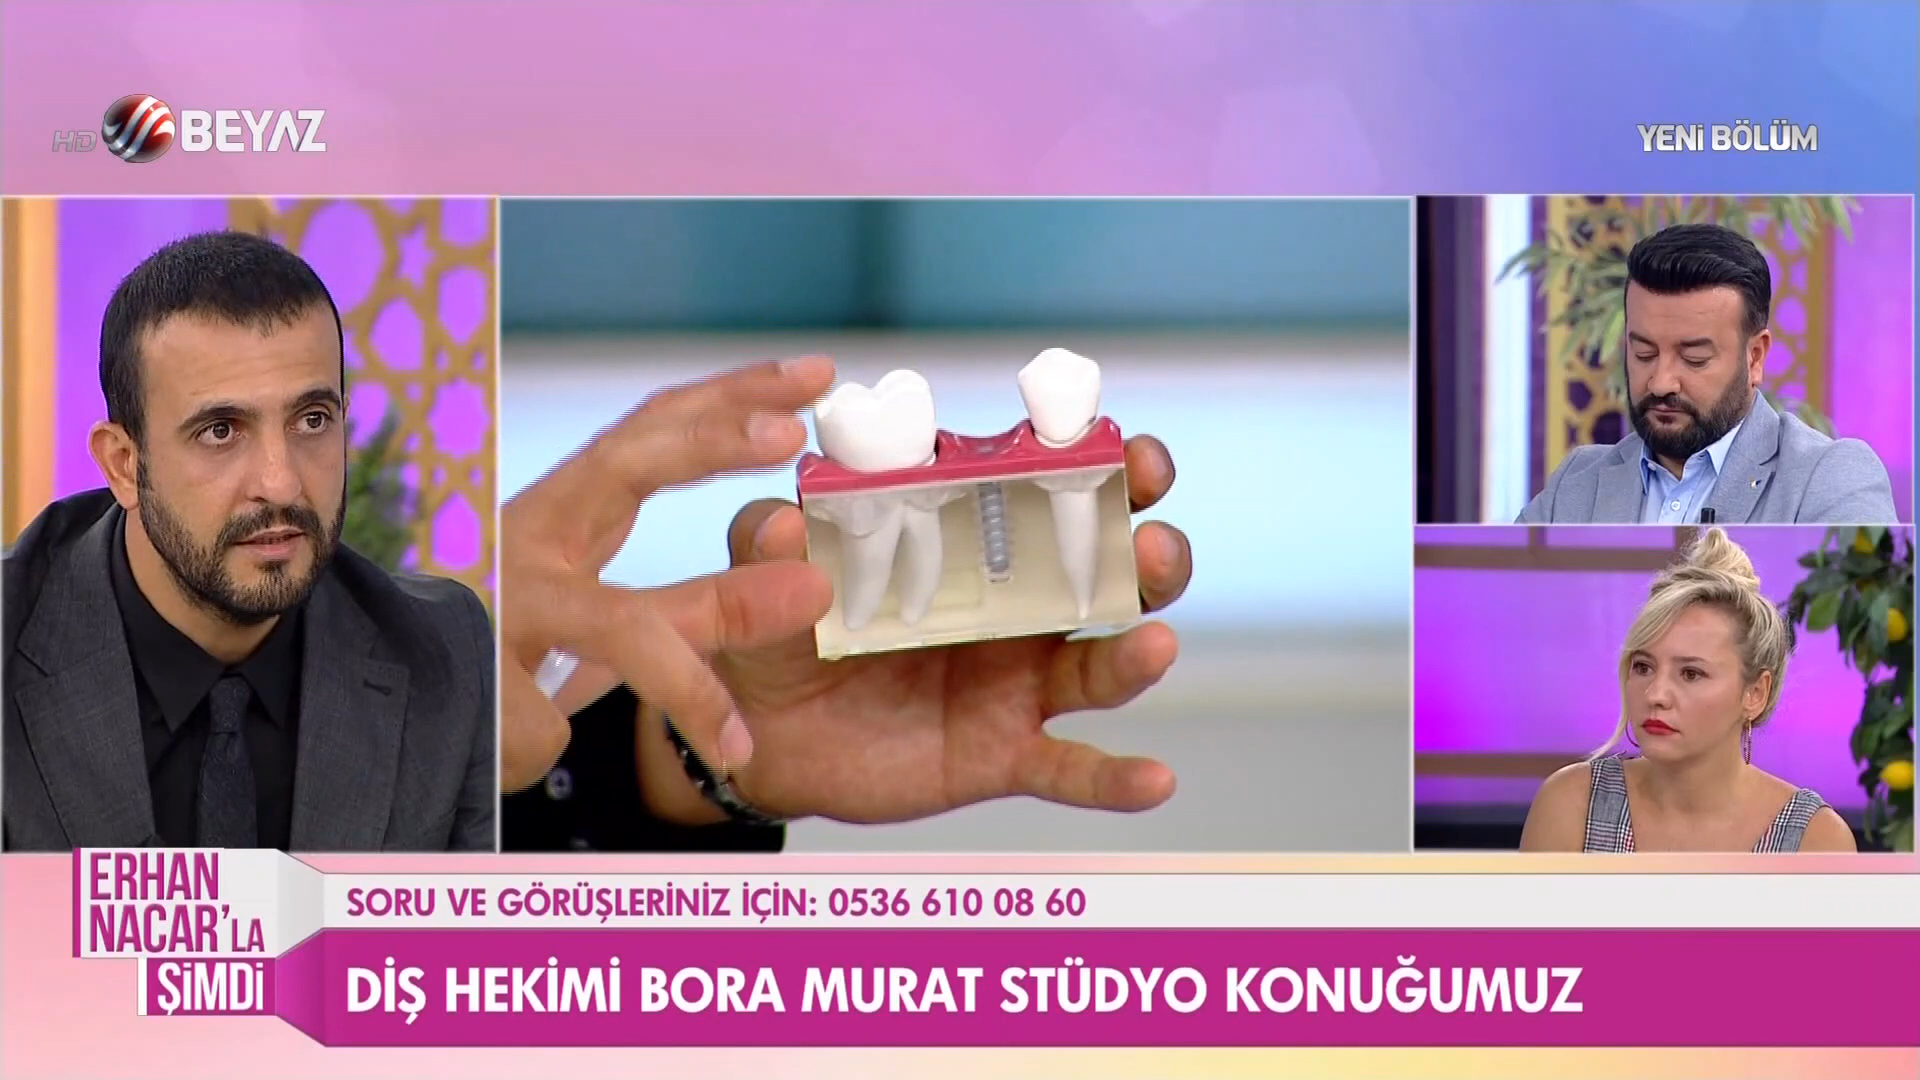 HD BEYAZ
YENİ BÖLÜM
ERHAN
NACAR'LA
ŞİMDİ
SORU VE GÖRÜŞLERİNİZ İÇİN: 0536 610 08 60
DİŞ HEKİMİ BORA MURAT STÜDYO KONUĞUMUZ